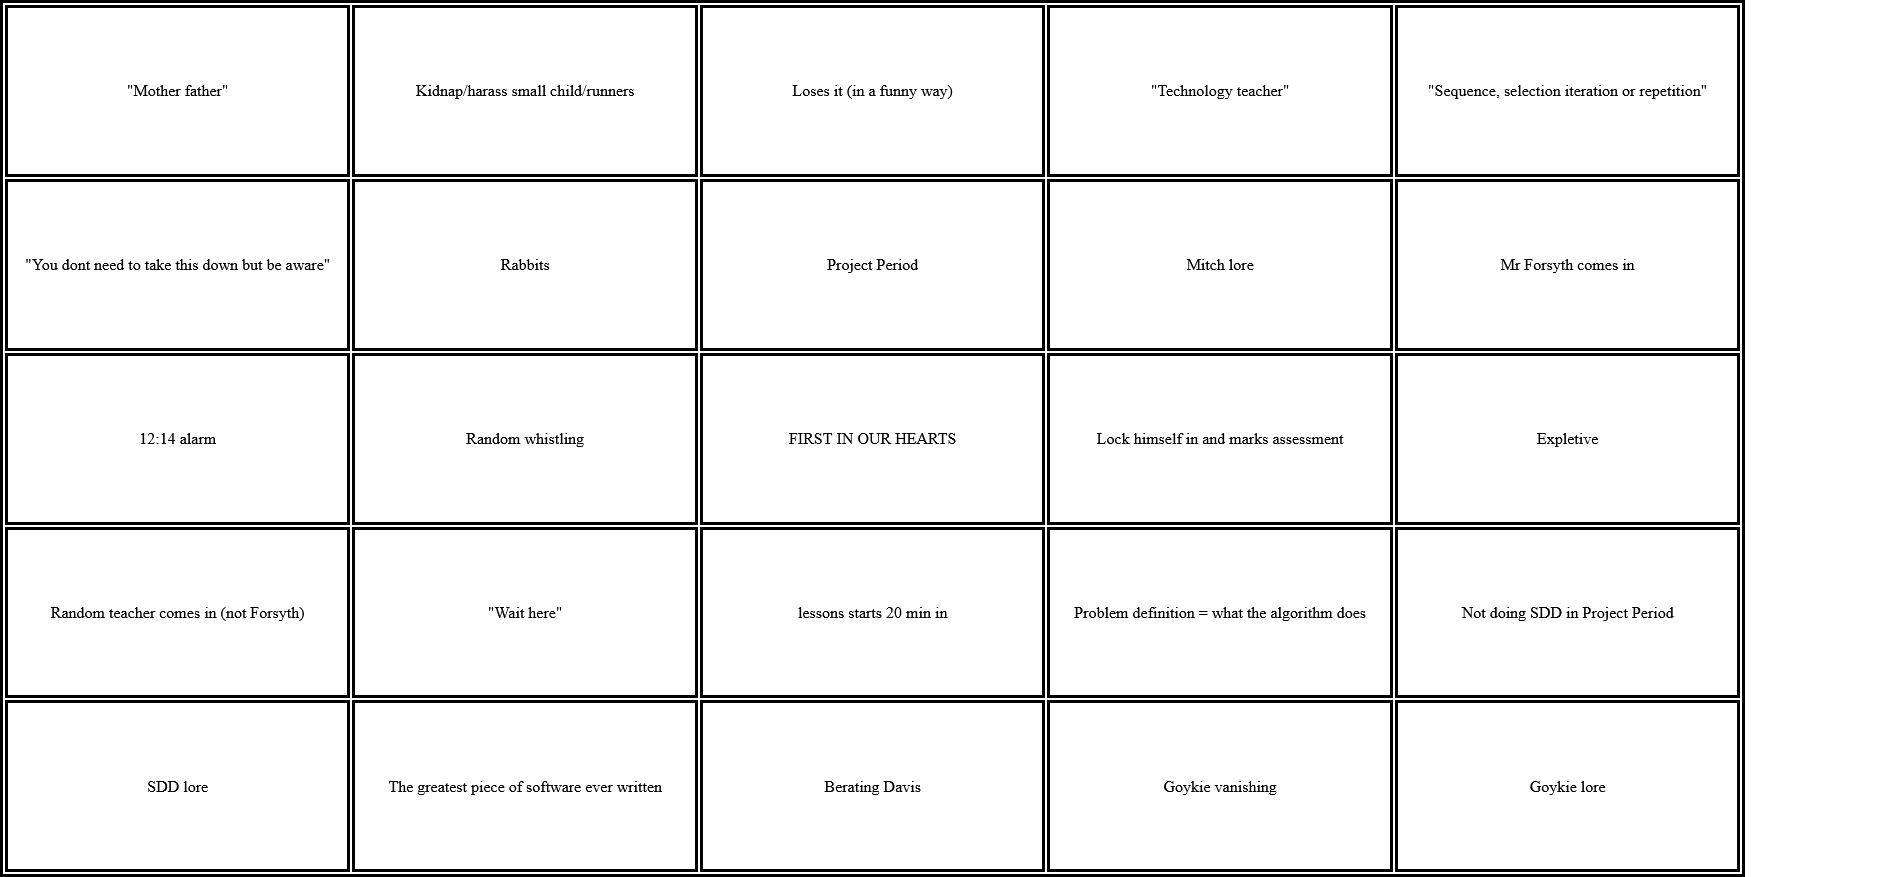 "Mother father"
Kidnap/harass small child/runners
Loses it (in a funny way)
"Technology teacher"
"Sequence, selection iteration or repetition"
"You dont need to take this down but be aware"
Rabbits
Project Period
Mitch lore
Mr Forsyth comes in
12:14 alarm
Random whistling
FIRST IN OUR HEARTS
Lock himself in and marks assessment
Expletive
Random teacher comes in (not Forsyth)
"Wait here"
lessons starts 20 min in
Problem definition = what the algorithm does
Not doing SDD in Project Period
SDD lore
The greatest piece of software ever written
Berating Davis
Goykie vanishing
Goykie lore